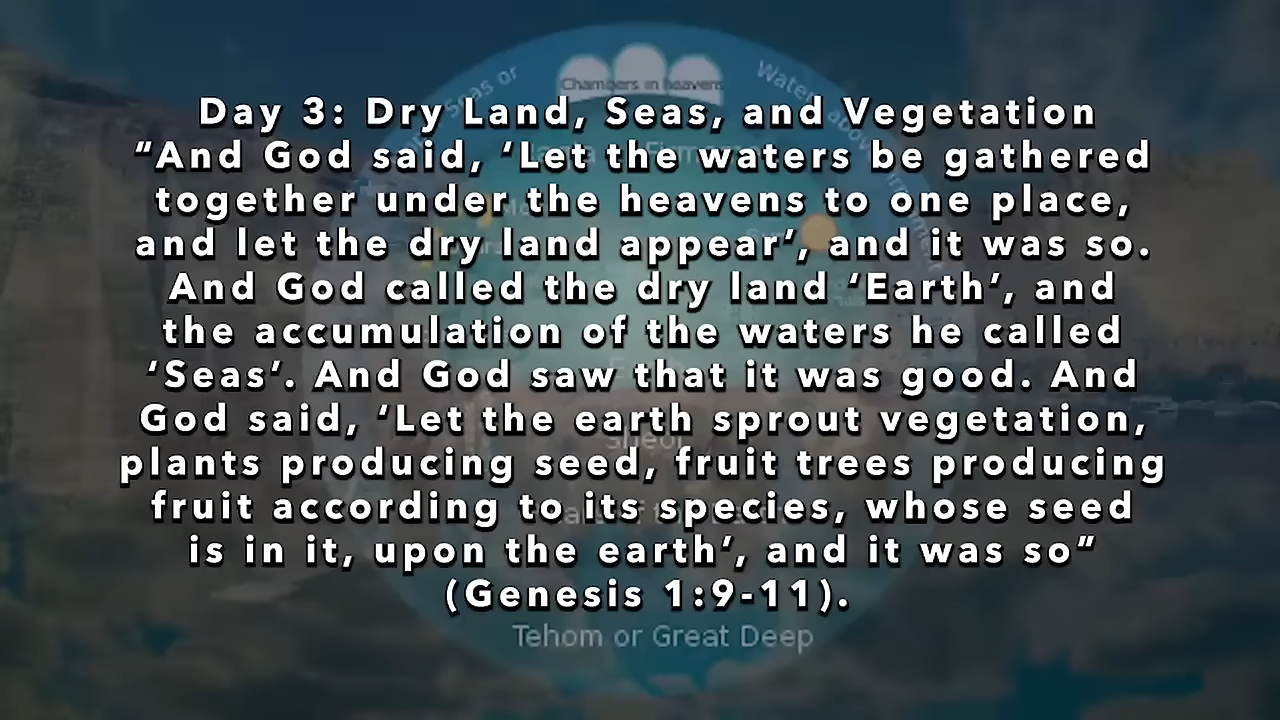 Seas or
Chambers in heavens
Day 3: Dry Land, Seas, and Vegetation
“And God said, ‘Let the waters be gathered
together under the heavens to one place,
and let the dry land appear’, and it was so.
And God called the dry land ‘Earth’, and
the accumulation of the waters he called
‘Seas’. And God saw that it was good. And
God said, ‘Let the earth sprout vegetation,
Sheol
plants producing seed, fruit trees producing
fruit according to its species, whose seed
is in it, upon the earth’, and it was so”
(Genesis 1:9-11).
Tehom or Great Deep